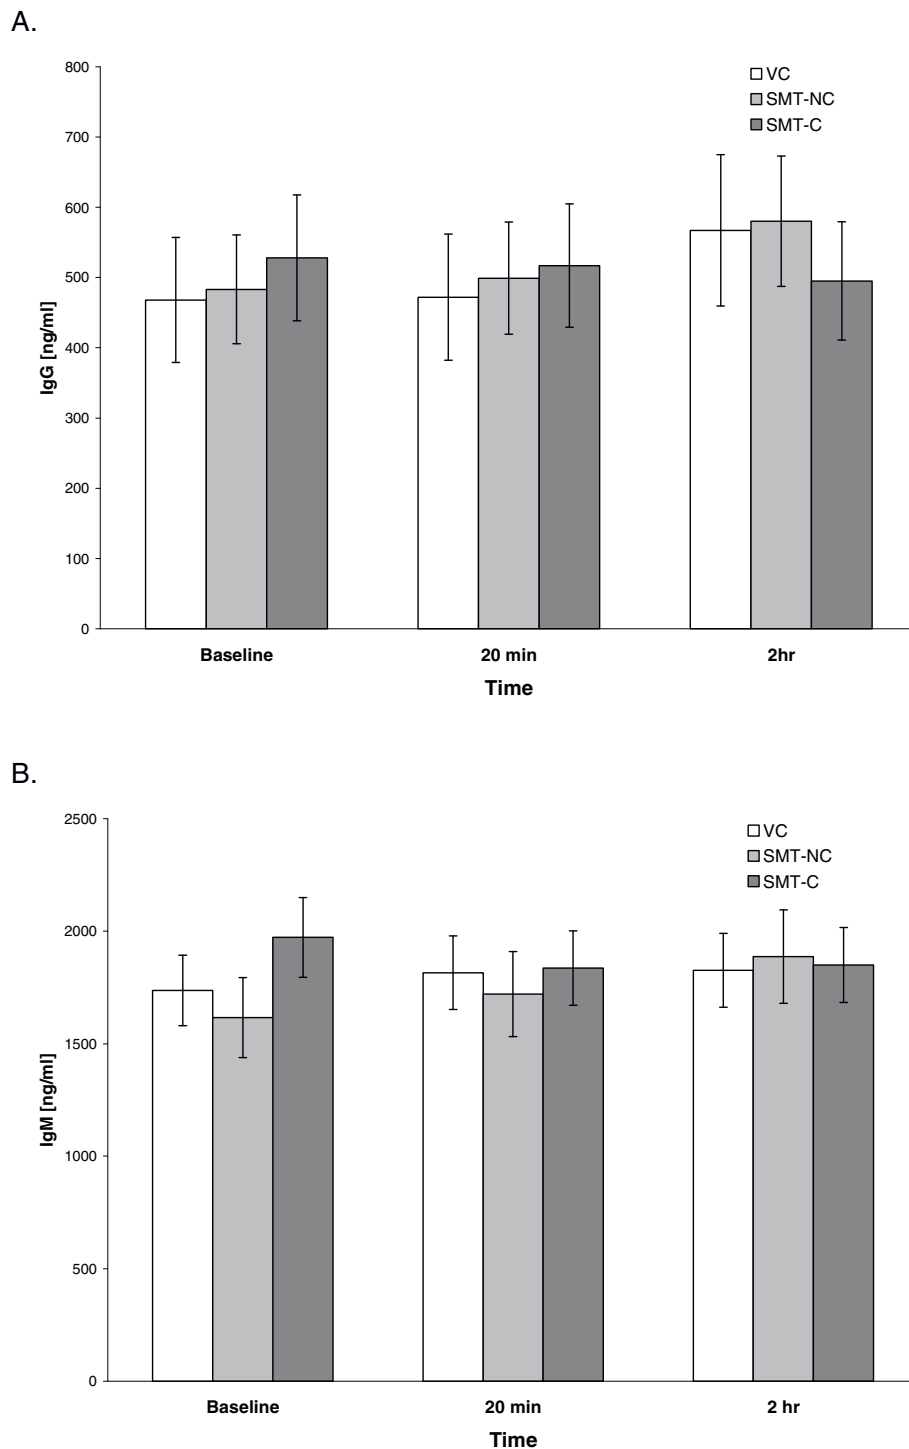 A.
800
700
600
500
400
300
200
100
0
IgG [ng/ml]
VC
SMT-NC
SMT-C
Baseline
20 min
2hr
Time
B.
2500
2000
1500
1000
500
0
IgM [ng/ml]
VC
SMT-NC
SMT-C
Baseline
20 min
2 hr
Time